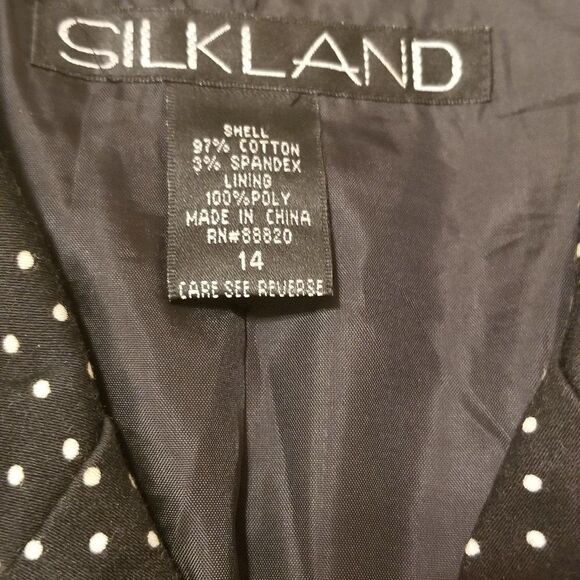 SILKLAND
SHELL
97% COTTON
3% SPANDEX
LINING
100%POLY
MADE IN CHINA
RN#88820
14
CARE SEE REVERSE